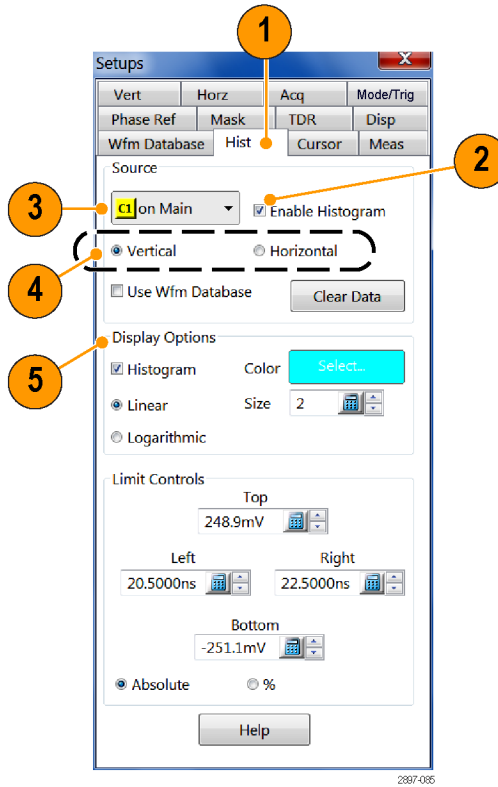 1
Setups
X
Vert Horz Acq Mode/Trig
Phase Ref Mask TDR Disp
Wfm Database Hist Cursor Meas
2
Source
3
C1 on Main Enable Histogram
4
Vertical Horizontal
Use Wfm Database Clear Data
5
Display Options
Histogram Color Select...
Linear Size 2
Logarithmic
Limit Controls
Top
248.9mV
Left Right
20.5000ns 22.5000ns
Bottom
-251.1mV
Absolute %
Help
2897-085